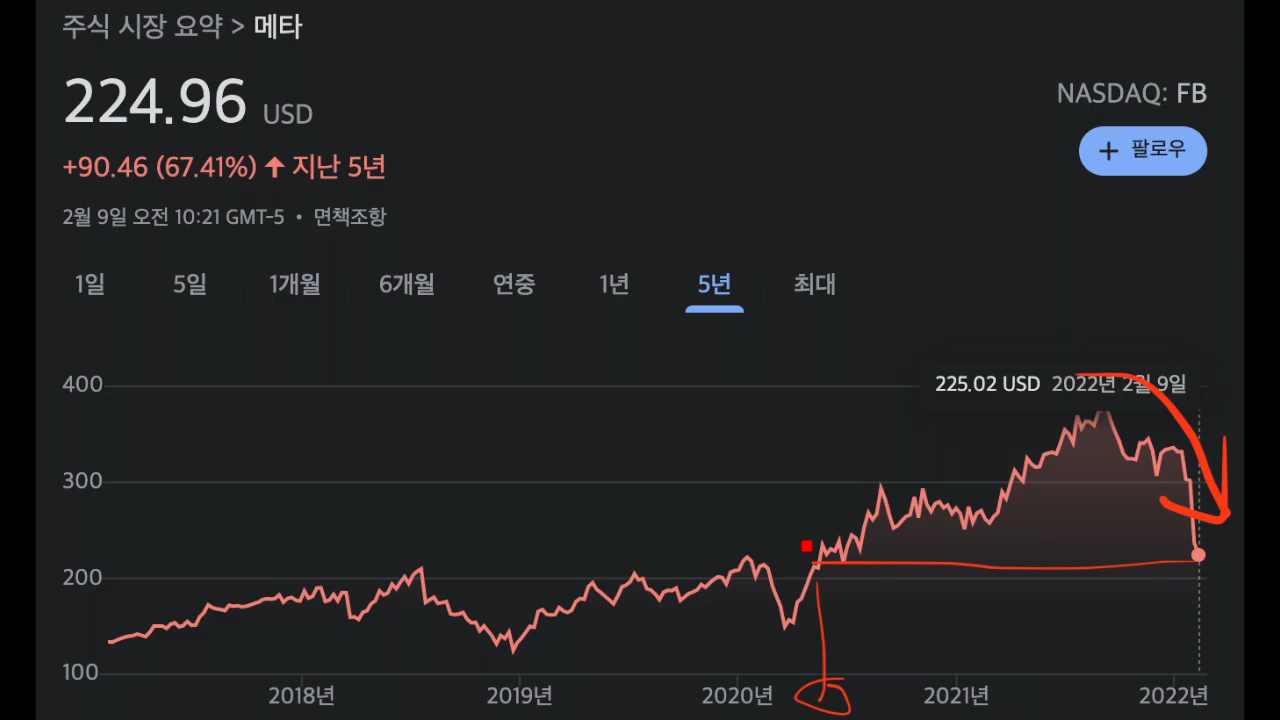 주식 시장 요약 > 메타
224.96 USD
NASDAQ: FB
+ 팔로우
+90.46 (67.41%) ↑ 지난 5년
2월 9일 오전 10:21 GMT-5 • 면책조항
1일 5일 1개월 6개월 연중 1년 5년 최대
225.02 USD 2022년 2월 9일
400
300
200
100
2018년 2019년 2020년 2021년 2022년